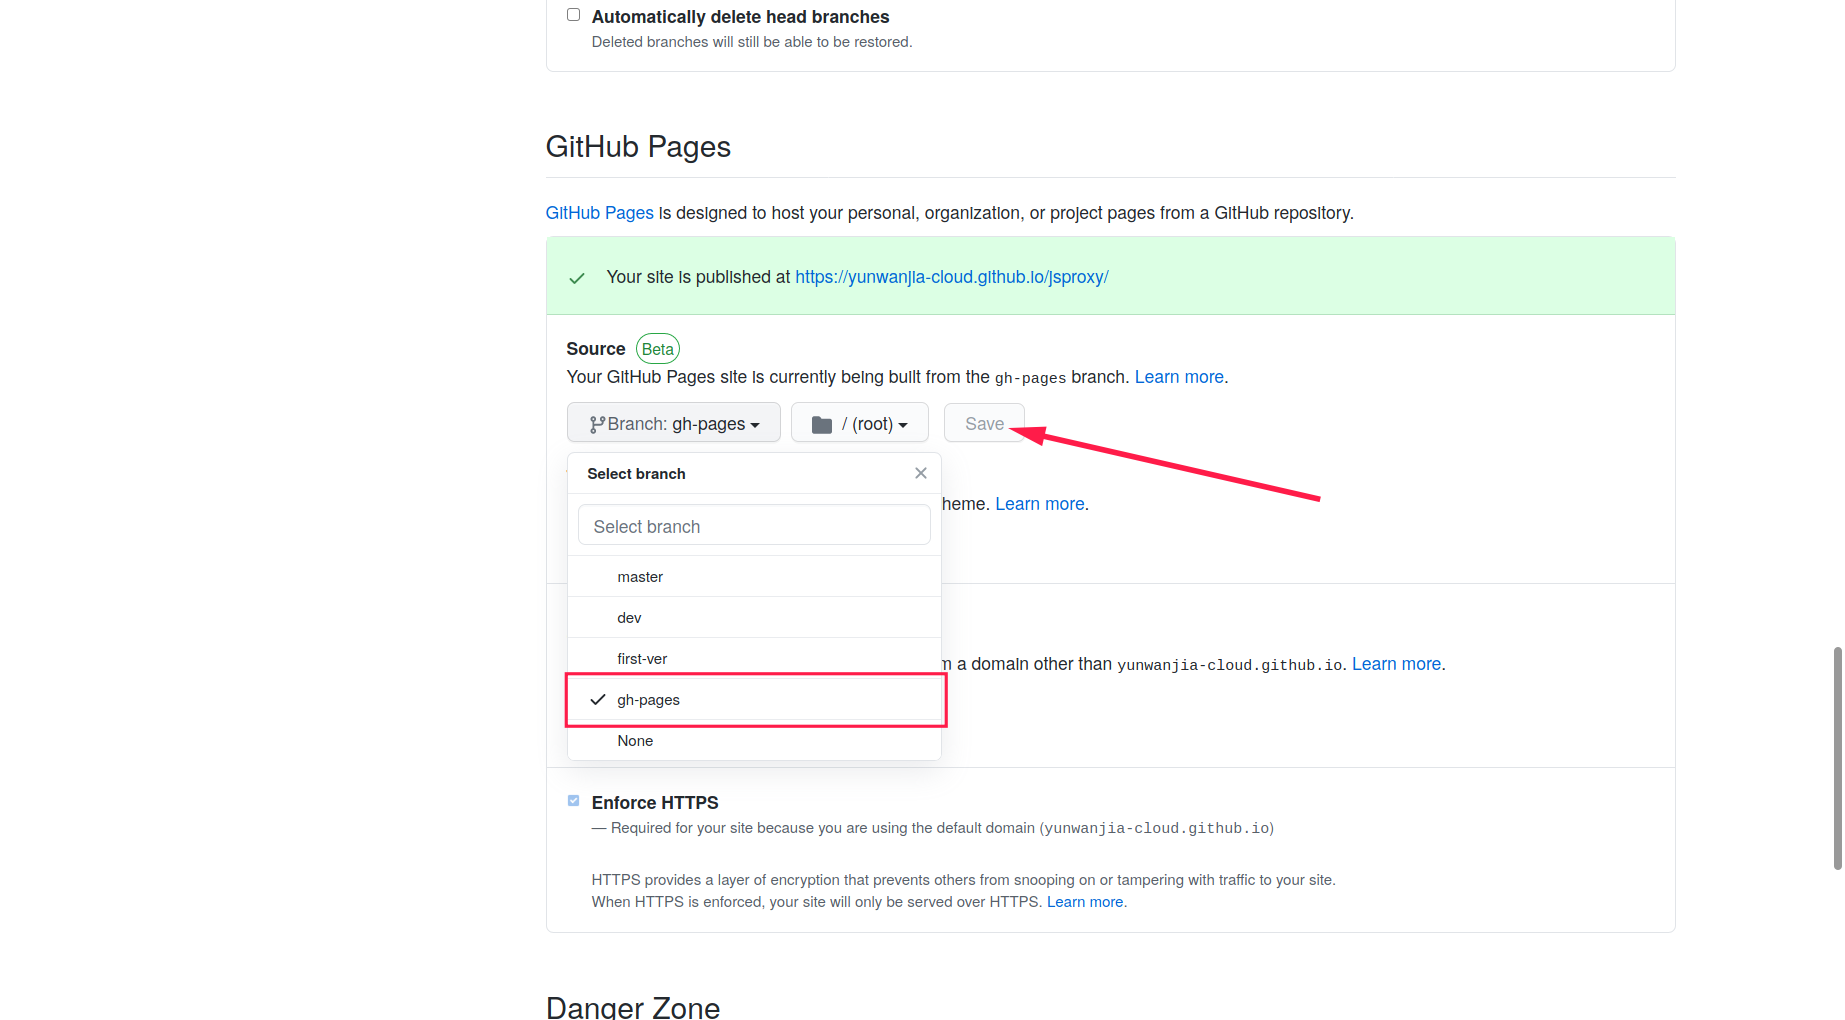 Automatically delete head branches
Deleted branches will still be able to be restored.
GitHub Pages
GitHub Pages is designed to host your personal, organization, or project pages from a GitHub repository.
Your site is published at https://yunwanjia-cloud.github.io/jsproxy/
Source Beta
Your GitHub Pages site is currently being built from the gh-pages branch. Learn more.
Branch: gh-pages / (root) Save
Select branch
heme. Learn more.
Select branch
master
dev
first-ver
m a domain other than yunwanjia-cloud.github.io. Learn more.
gh-pages
None
Enforce HTTPS
— Required for your site because you are using the default domain (yunwanjia-cloud.github.io)
HTTPS provides a layer of encryption that prevents others from snooping on or tampering with traffic to your site.
When HTTPS is enforced, your site will only be served over HTTPS. Learn more.
Danger Zone